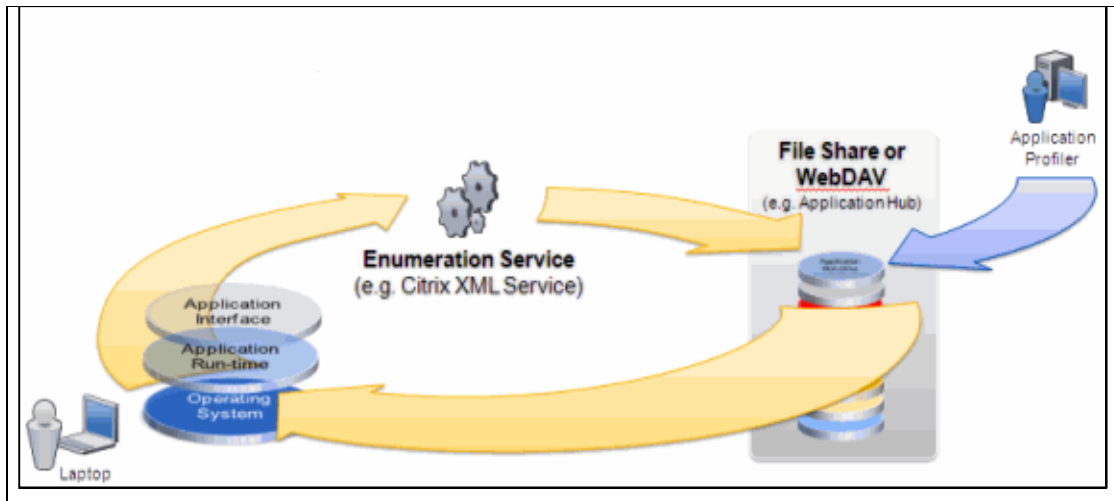 Application
Profiler
File Share or
WebDAV
(e.g. Application Hub)
Enumeration Service
(e.g. Citrix XML Service)
Application
Interface
Application
Run-time
Operating
System
Laptop
Application